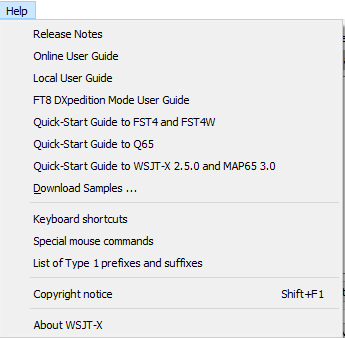 Help
Release Notes
Online User Guide
Local User Guide
FT8 DXpedition Mode User Guide
Quick-Start Guide to FST4 and FST4W
Quick-Start Guide to Q65
Quick-Start Guide to WSJT-X 2.5.0 and MAP65 3.0
Download Samples ...
Keyboard shortcuts
Special mouse commands
List of Type 1 prefixes and suffixes
Copyright notice Shift+F1
About WSJT-X